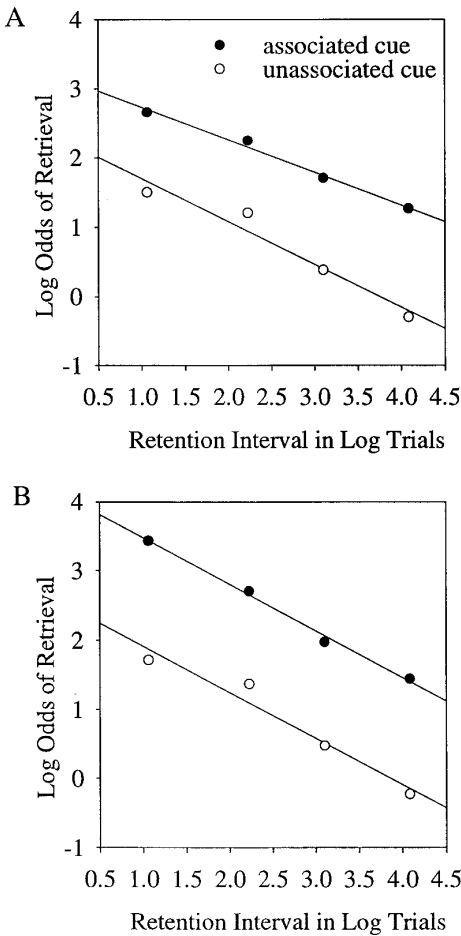 A
4
3
2
1
0
-1
Log Odds of Retrieval
associated cue
unassociated cue
0.5 1.0 1.5 2.0 2.5 3.0 3.5 4.0 4.5
Retention Interval in Log Trials
B
4
3
2
1
0
-1
Log Odds of Retrieval
0.5 1.0 1.5 2.0 2.5 3.0 3.5 4.0 4.5
Retention Interval in Log Trials